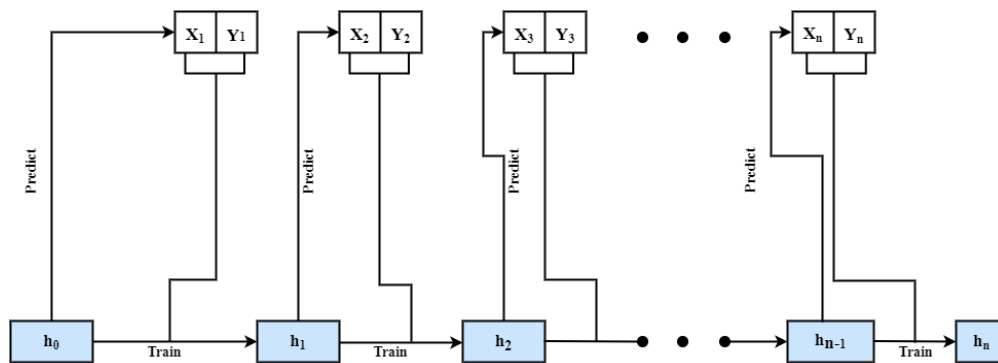 X₁ Y1 X₂ Y₂ X₃ Y₃ Xₙ Yₙ
Predict Predict Predict Predict
h₀ h₁ h₂ hₙ₋₁ hₙ
Train Train Train